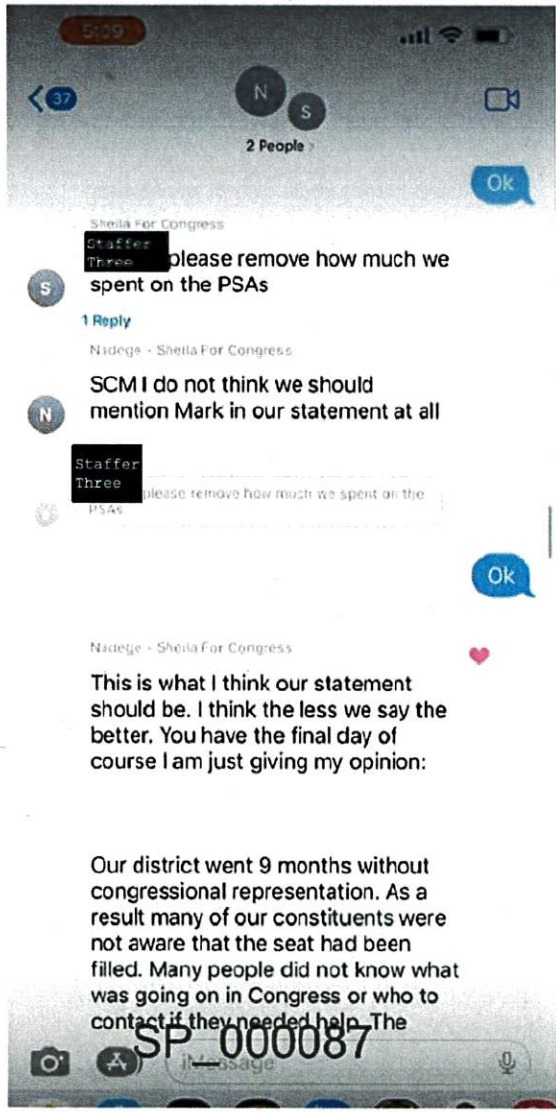 5:09
37
N
S
2 People >
Ok
Sheila For Congress
Staffer
Three
please remove how much we
spent on the PSAs
S
1 Reply
Nadege - Sheila For Congress
SCM I do not think we should
mention Mark in our statement at all
N
Staffer
Three
please remove how much we spent on the
PSAs
Ok
Nadege - Sheila For Congress
This is what I think our statement
should be. I think the less we say the
better. You have the final day of
course I am just giving my opinion:
Our district went 9 months without
congressional representation. As a
result many of our constituents were
not aware that the seat had been
filled. Many people did not know what
was going on in Congress or who to
contact if they needed help. The
SP_000087
iMessage